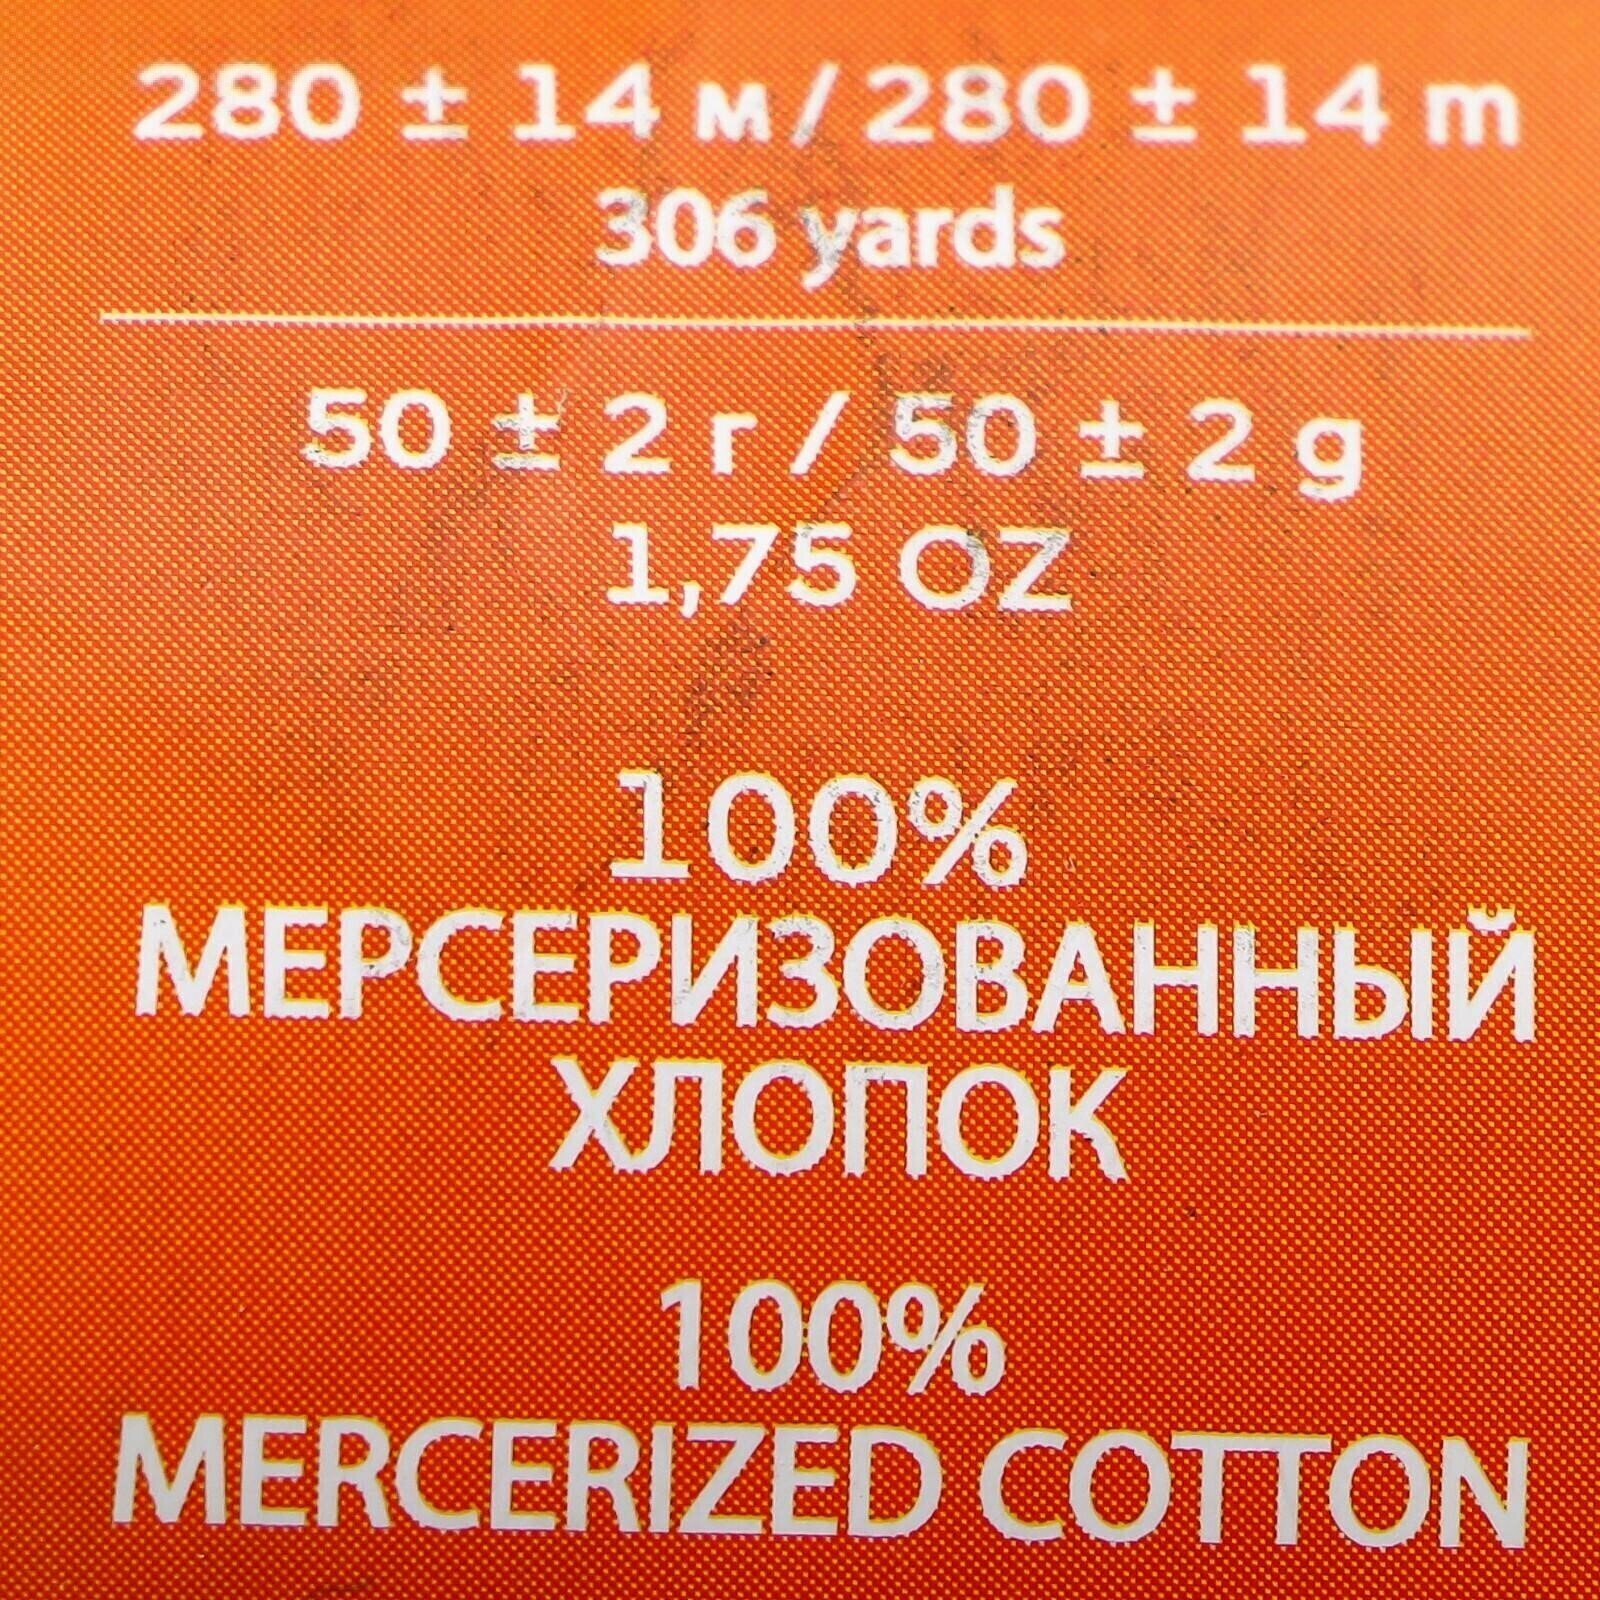 280 ± 14 м / 280 ± 14 m
306 yards
50 ± 2 г / 50 ± 2 g
1,75 OZ
100%
МЕРСЕРИЗОВАННЫЙ
ХЛОПОК
100%
MERCERIZED COTTON